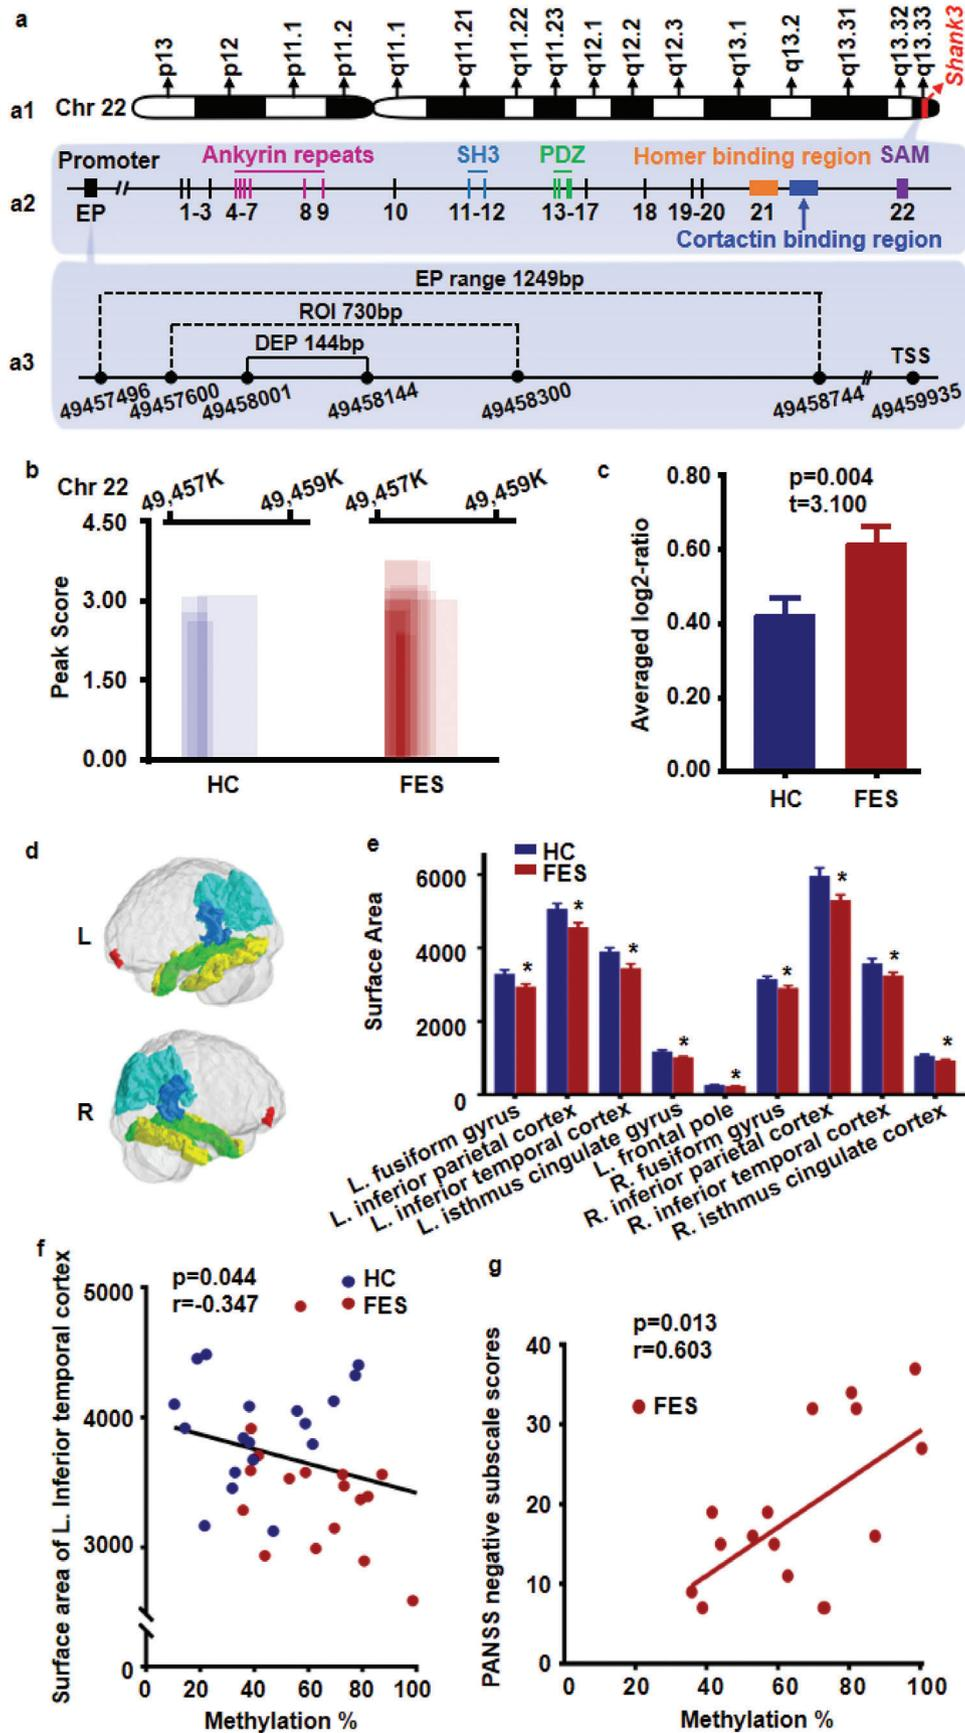 a
p13 p12 p11.1 p11.2 q11.1 q11.21 q11.22 q11.23 q12.1 q12.2 q12.3 q13.1 q13.2 q13.31 q13.32 q13.33 Shank3
a1 Chr 22
Promoter Ankyrin repeats SH3 PDZ Homer binding region SAM
a2
EP 1-3 4-7 8 9 10 11-12 13-17 18 19-20 21 22
Cortactin binding region
EP range 1249bp
ROI 730bp
DEP 144bp
a3 TSS
49457496 49457600 49458001 49458144 49458300 49458744 49459935
b
Chr 22 49,457K 49,459K 49,457K 49,459K
Peak Score
4.50
3.00
1.50
0.00
HC FES
c
p=0.004
t=3.100
Averaged log2-ratio
0.80
0.60
0.40
0.20
0.00
HC FES
d
L
R
e
HC
FES
Surface Area
6000
4000
2000
0
* * * * * * * * *
L. fusiform gyrus
L. inferior parietal cortex
L. inferior temporal cortex
L. isthmus cingulate gyrus
L. frontal pole
R. fusiform gyrus
R. inferior parietal cortex
R. inferior temporal cortex
R. isthmus cingulate cortex
f
p=0.044
r=-0.347
HC
FES
Surface area of L. Inferior temporal cortex
5000
4000
3000
0
0 20 40 60 80 100
Methylation %
g
p=0.013
r=0.603
FES
PANSS negative subscale scores
40
30
20
10
0
0 20 40 60 80 100
Methylation %